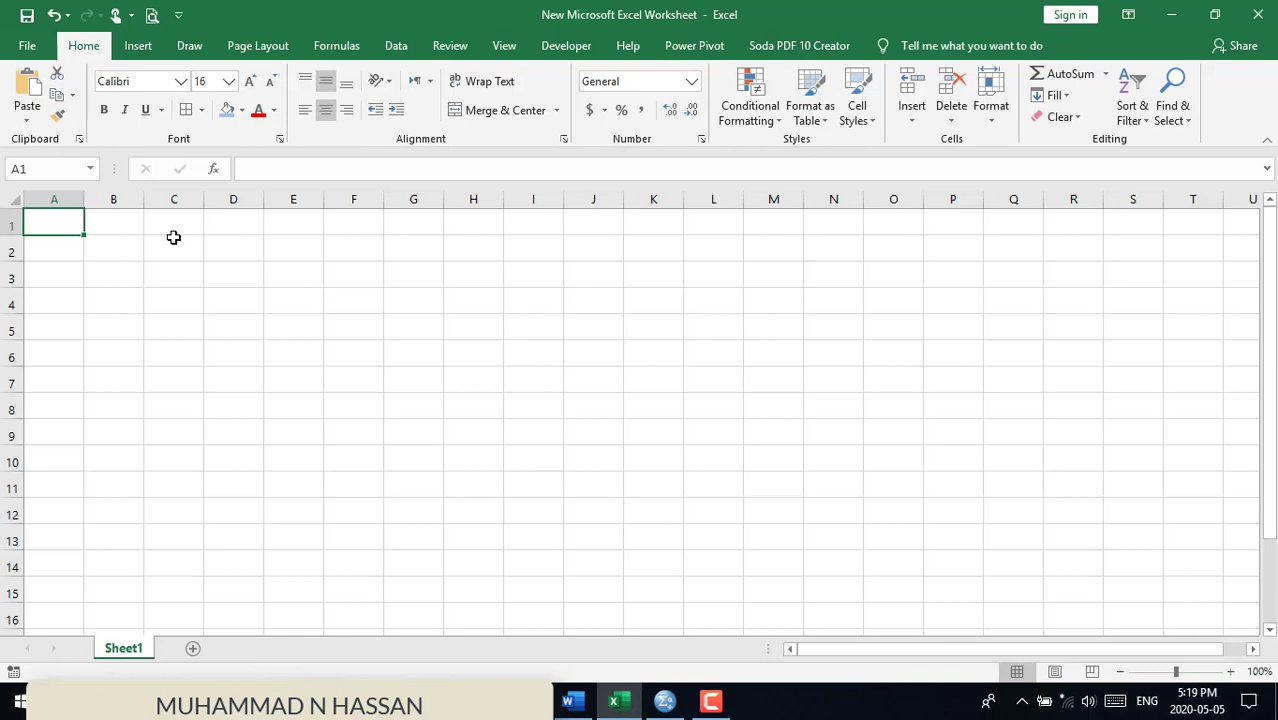 New Microsoft Excel Worksheet - Excel
Sign in
File Home Insert Draw Page Layout Formulas Data Review View Developer Help Power Pivot Soda PDF 10 Creator Tell me what you want to do Share
Calibri 16 Wrap Text General AutoSum
Fill
B I U Merge & Center $ % , Clear
Paste Conditional Formatting Format as Table Cell Styles Insert Delete Format Sort & Filter Find & Select
Clipboard Font Alignment Number Styles Cells Editing
A1 fx
A B C D E F G H I J K L M N O P Q R S T U
1
2
3
4
5
6
7
8
9
10
11
12
13
14
15
16
Sheet1
100%
MUHAMMAD N HASSAN
ENG
5:19 PM
2020-05-05